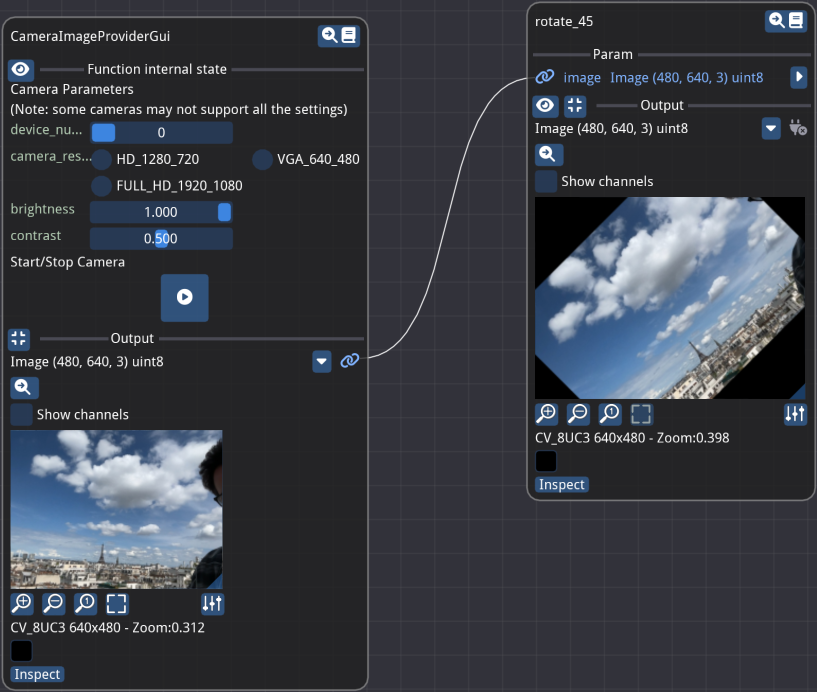 CameraImageProviderGui
Function internal state
Camera Parameters
(Note: some cameras may not support all the settings)
device_nu... 0
camera_res... HD_1280_720 VGA_640_480
FULL_HD_1920_1080
brightness 1.000
contrast 0.500
Start/Stop Camera
Output
Image (480, 640, 3) uint8
Show channels
CV_8UC3 640x480 - Zoom:0.312
Inspect
rotate_45
Param
image Image (480, 640, 3) uint8
Output
Image (480, 640, 3) uint8
Show channels
CV_8UC3 640x480 - Zoom:0.398
Inspect